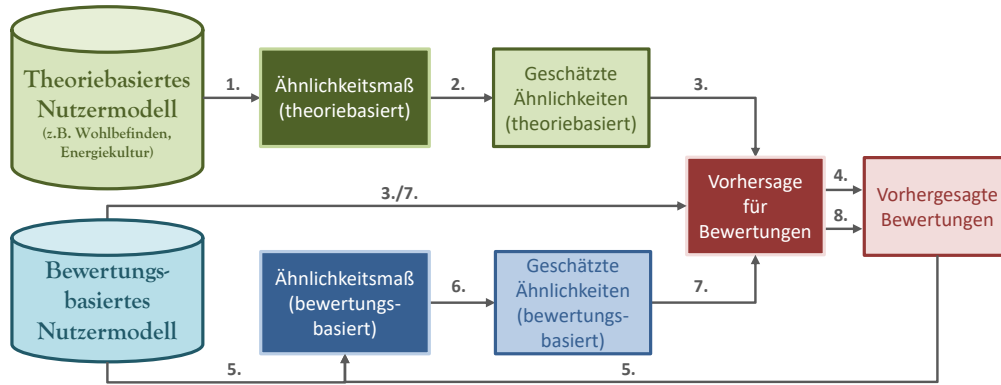 Theoriebasiertes
Nutzermodell
(z.B. Wohlbefinden,
Energiekultur)
1.
Ähnlichkeitsmaß
(theoriebasiert)
2.
Geschätzte
Ähnlichkeiten
(theoriebasiert)
3.
3./7.
Vorhersage
für
Bewertungen
4.
8.
Vorhergesagte
Bewertungen
Bewertungs-
basiertes
Nutzermodell
Ähnlichkeitsmaß
(bewertungs-
basiert)
6.
Geschätzte
Ähnlichkeiten
(bewertungs-
basiert)
7.
5.
5.